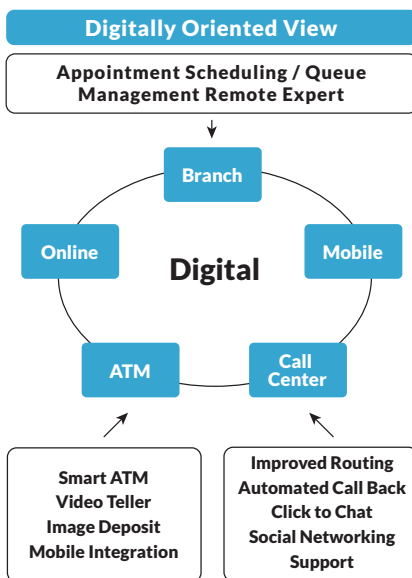 Digitally Oriented View
Appointment Scheduling / Queue
Management Remote Expert
Branch
Online
Digital
Mobile
ATM
Call
Center
Smart ATM
Video Teller
Image Deposit
Mobile Integration
Improved Routing
Automated Call Back
Click to Chat
Social Networking
Support